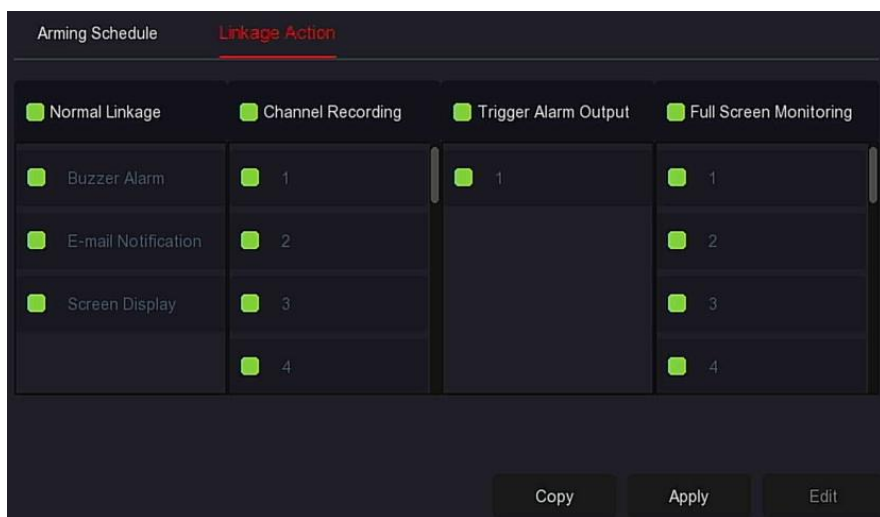 Arming Schedule Linkage Action
Normal Linkage Channel Recording Trigger Alarm Output Full Screen Monitoring
Buzzer Alarm 1 1 1
E-mail Notification 2 2
Screen Display 3 3
4 4
Copy Apply Edit